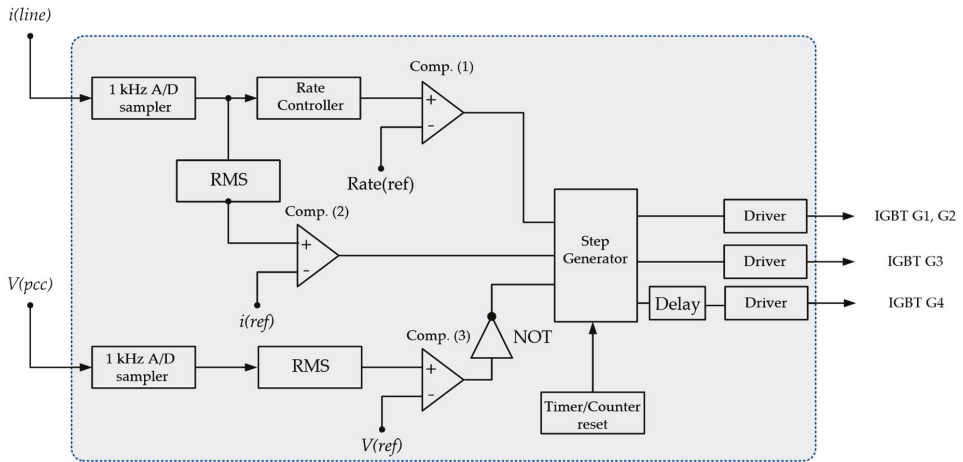 i(line)
1 kHz A/D
sampler
Rate
Controller
Comp. (1)
+
-
Rate(ref)
RMS
Comp. (2)
+
-
i(ref)
Step
Generator
Driver
IGBT G1, G2
Driver
IGBT G3
Delay
Driver
IGBT G4
V(pcc)
1 kHz A/D
sampler
RMS
Comp. (3)
+
-
V(ref)
NOT
Timer/Counter
reset